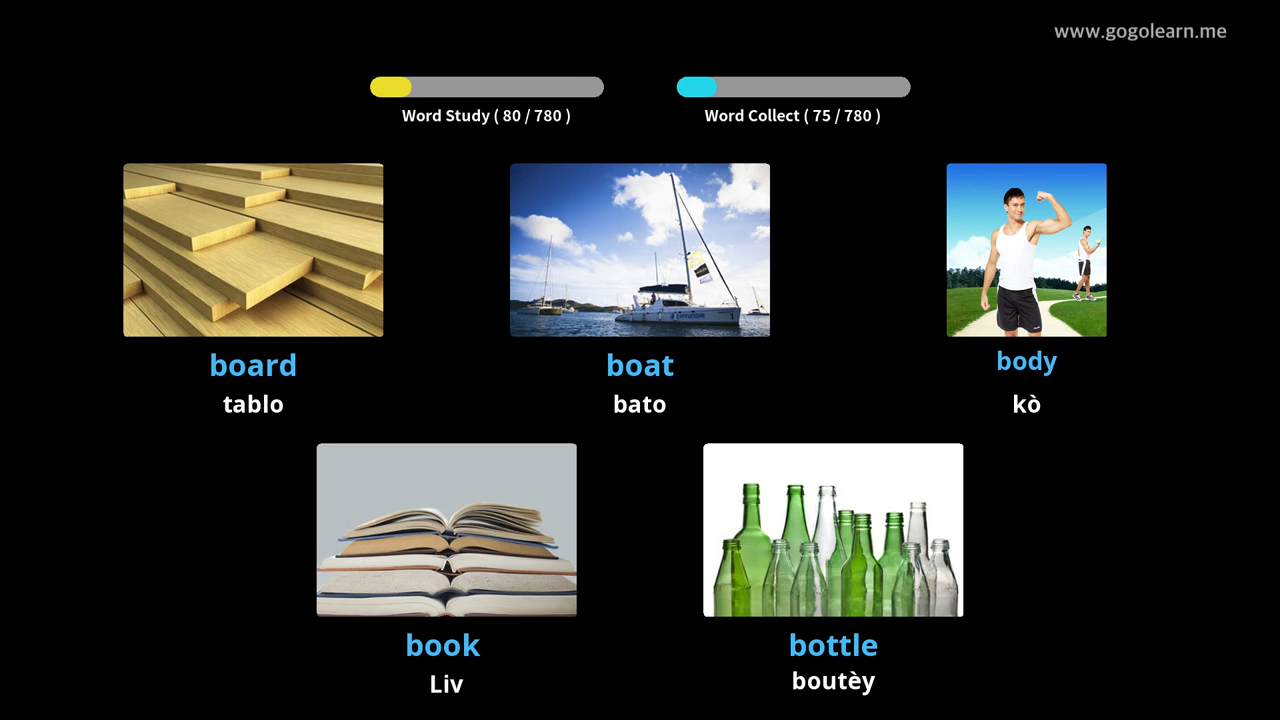 www.gogolearn.me
Word Study ( 80 / 780 )
Word Collect ( 75 / 780 )
board
boat
body
tablo
bato
kò
book
bottle
Liv
boutèy